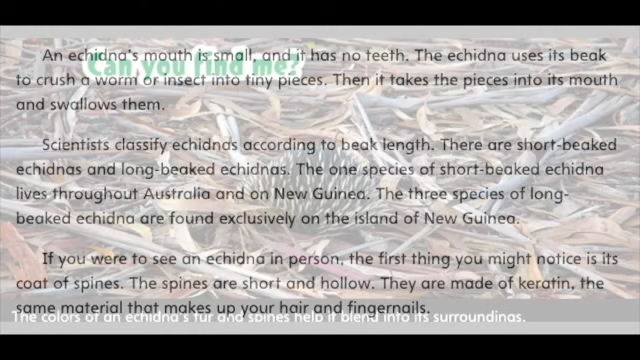 An echidna's mouth is small, and it has no teeth. The echidna uses its beak
Can you find me?
to crush a worm or insect into tiny pieces. Then it takes the pieces into its mouth
and swallows them.
Scientists classify echidnas according to beak length. There are short-beaked
echidnas and long-beaked echidnas. The one species of short-beaked echidna
lives throughout Australia and on New Guinea. The three species of long-
beaked echidna are found exclusively on the island of New Guinea.
If you were to see an echidna in person, the first thing you might notice is its
coat of spines. The spines are short and hollow. They are made of keratin, the
same material that makes up your hair and fingernails.
The colors of an echidna's fur and spines help it blend into its surroundings.